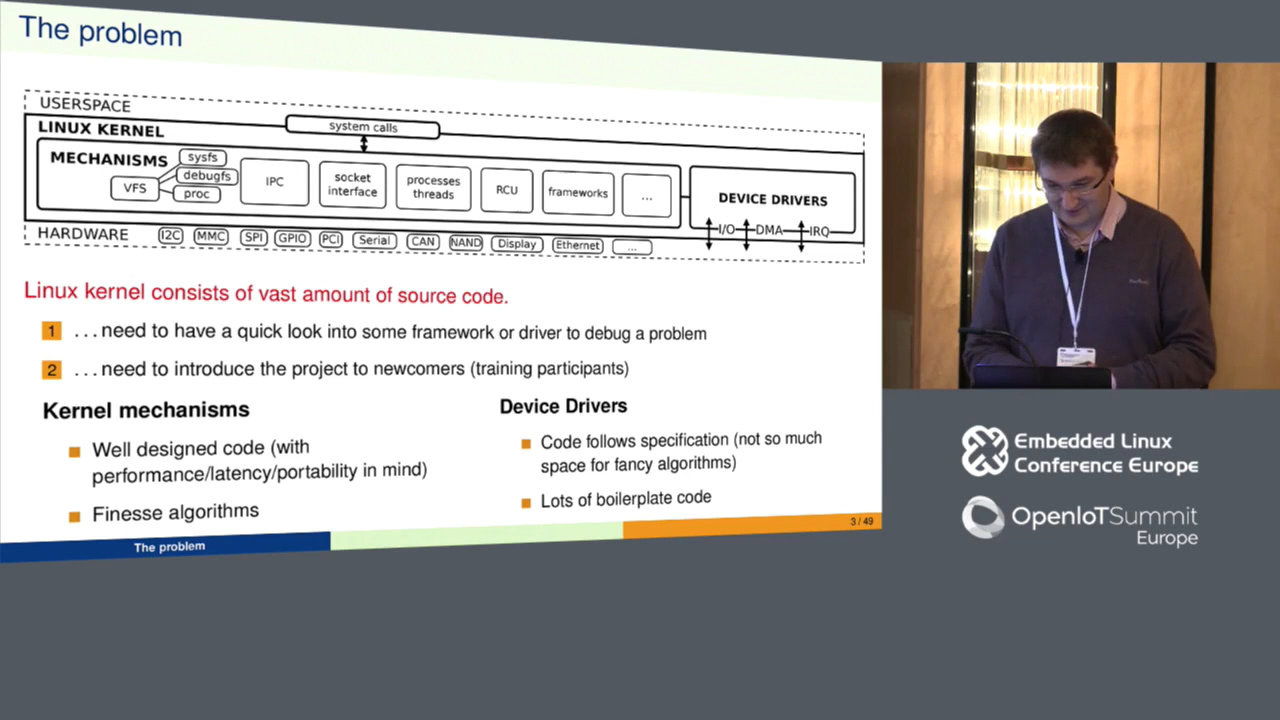 The problem
USERSPACE
system calls
LINUX KERNEL
MECHANISMS
sysfs
debugfs
VFS
proc
IPC
socket
interface
processes
threads
RCU
frameworks
...
DEVICE DRIVERS
I/O
DMA
IRQ
HARDWARE
I2C
MMC
SPI
GPIO
PCI
Serial
CAN
NAND
Display
Ethernet
...
Linux kernel consists of vast amount of source code.
1 ...need to have a quick look into some framework or driver to debug a problem
2 ...need to introduce the project to newcomers (training participants)
Kernel mechanisms
Well designed code (with
performance/latency/portability in mind)
Finesse algorithms
Device Drivers
Code follows specification (not so much
space for fancy algorithms)
Lots of boilerplate code
3 / 49
The problem
Embedded Linux
Conference Europe
OpenIoTSummit
Europe